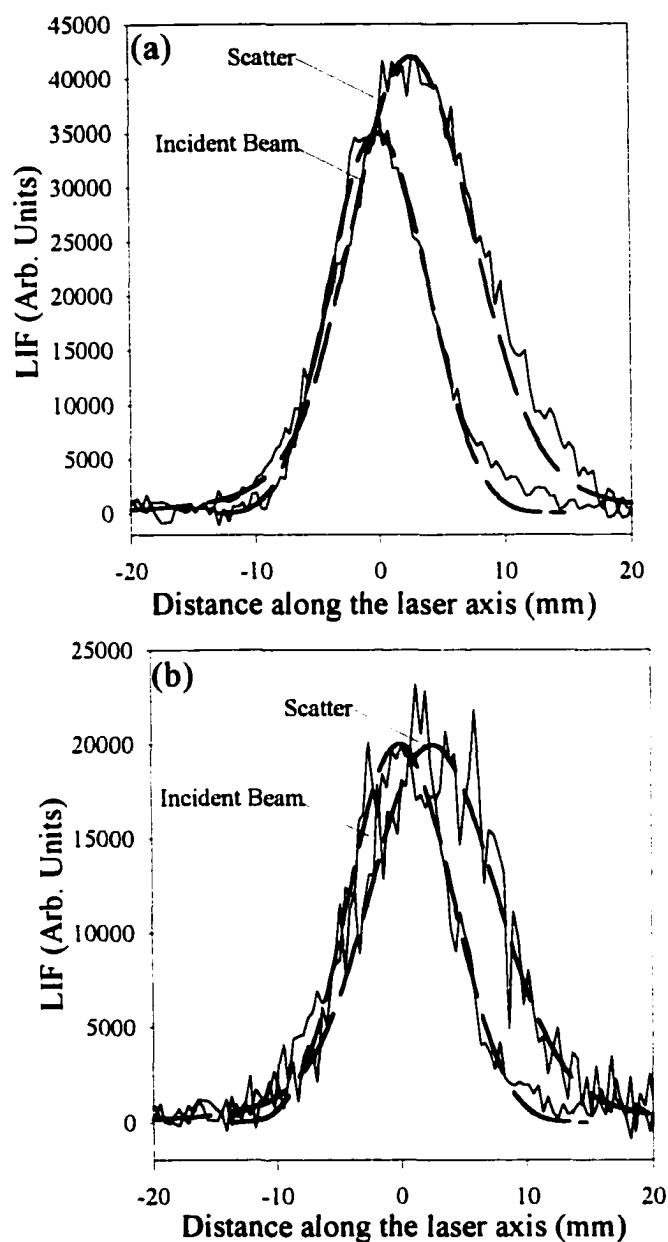 (a)
Scatter
Incident Beam
LIF (Arb. Units)
45000
40000
35000
30000
25000
20000
15000
10000
5000
0
-20 -10 0 10 20
Distance along the laser axis (mm)
(b)
Scatter
Incident Beam
LIF (Arb. Units)
25000
20000
15000
10000
5000
0
-20 -10 0 10 20
Distance along the laser axis (mm)